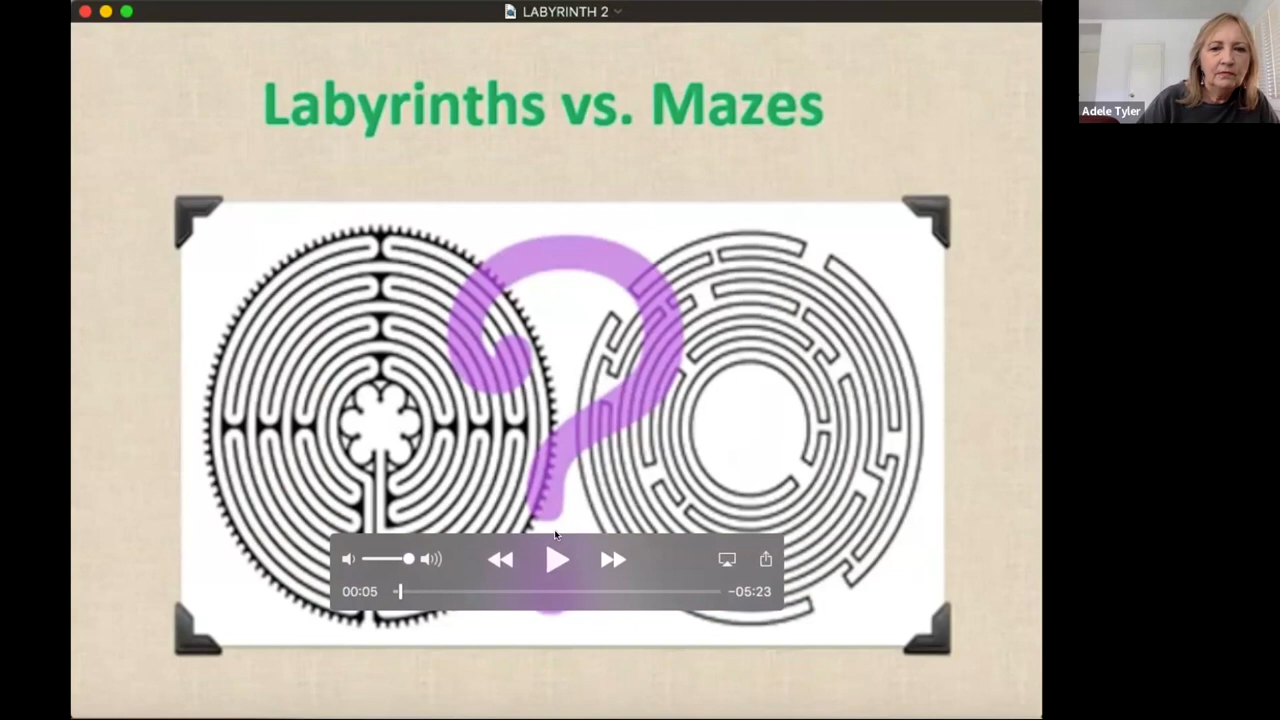 LABYRINTH 2
Labyrinths vs. Mazes
Adele Tyler
?
00:05
-05:23